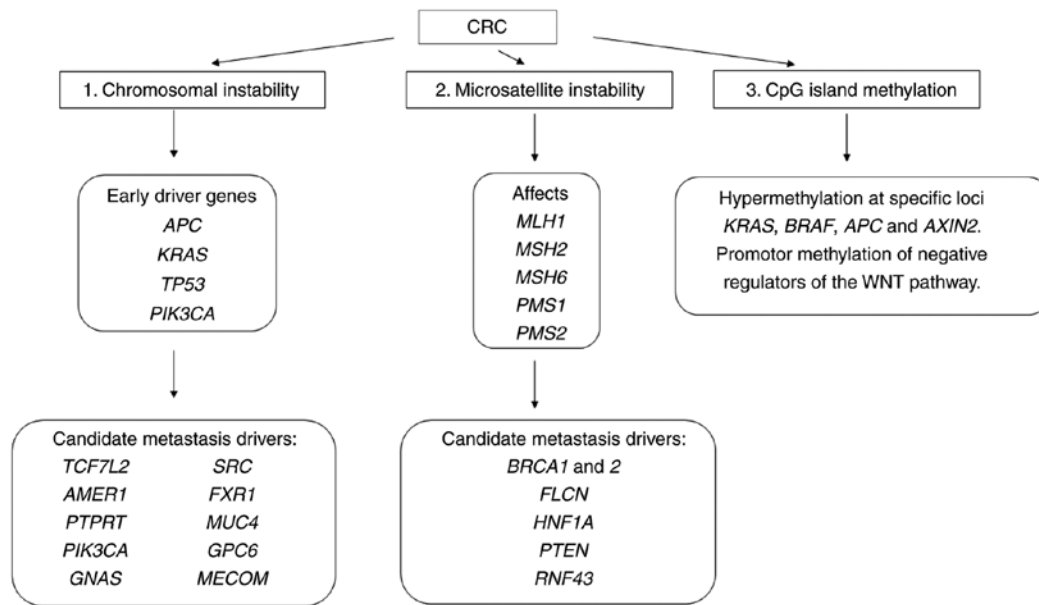 CRC
1. Chromosomal instability
2. Microsatellite instability
3. CpG island methylation
Early driver genes
APC
KRAS
TP53
PIK3CA
Affects
MLH1
MSH2
MSH6
PMS1
PMS2
Hypermethylation at specific loci
KRAS, BRAF, APC and AXIN2.
Promotor methylation of negative
regulators of the WNT pathway.
Candidate metastasis drivers:
TCF7L2 SRC
AMER1 FXR1
PTPRT MUC4
PIK3CA GPC6
GNAS MECOM
Candidate metastasis drivers:
BRCA1 and 2
FLCN
HNF1A
PTEN
RNF43